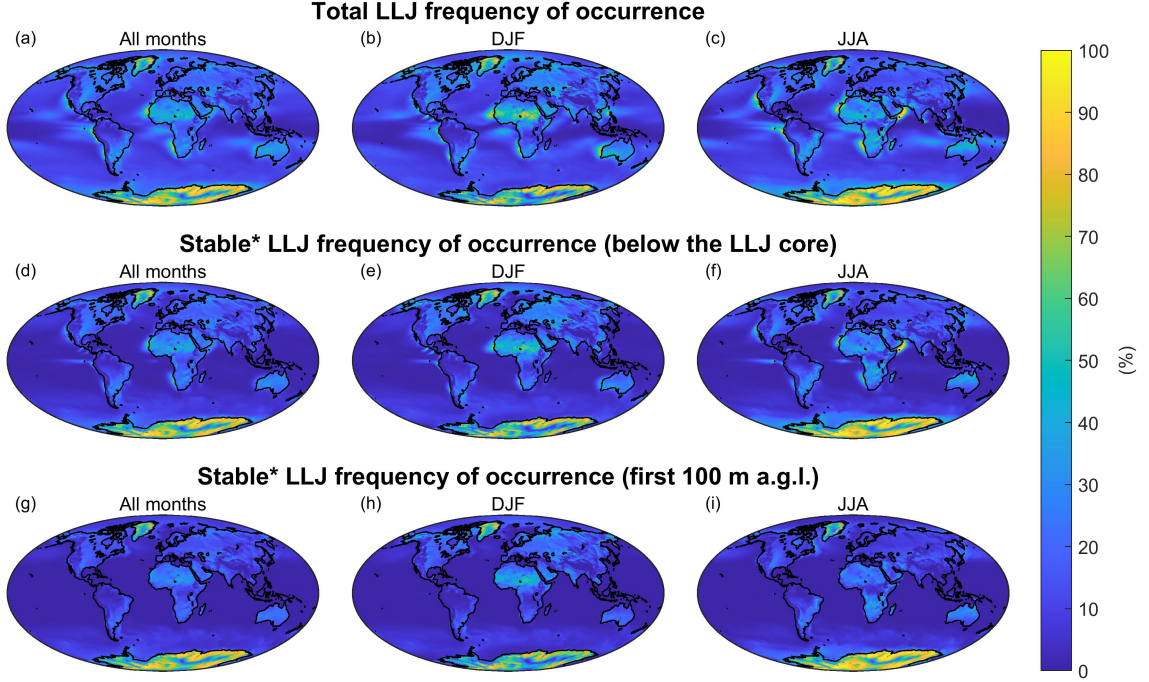 Total LLJ frequency of occurrence
(a) All months (b) DJF (c) JJA
Stable* LLJ frequency of occurrence (below the LLJ core)
(d) All months (e) DJF (f) JJA
Stable* LLJ frequency of occurrence (first 100 m a.g.l.)
(g) All months (h) DJF (i) JJA
100
90
80
70
60
50
40
30
20
10
0
(%)